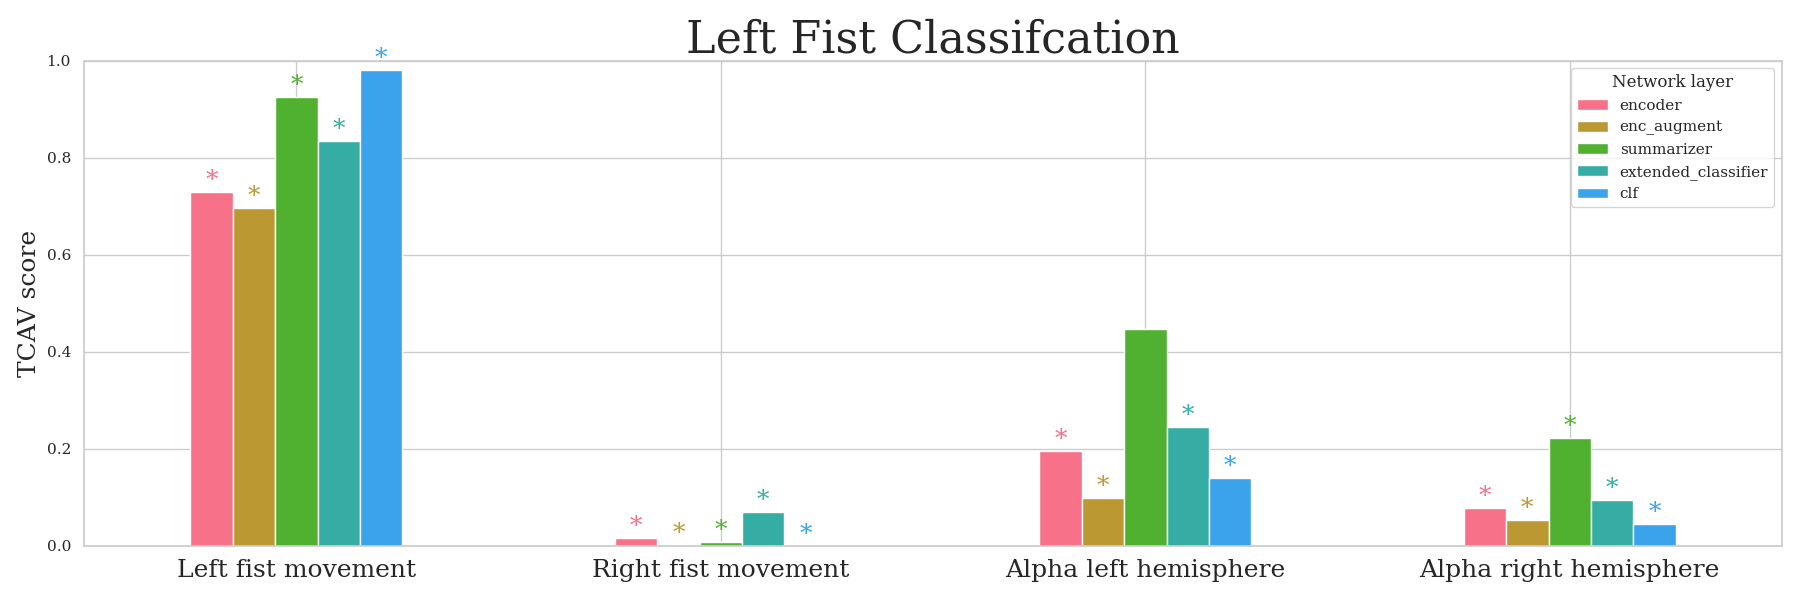 Left Fist Classifcation
TCAV score
1.0
0.8
0.6
0.4
0.2
0.0
* * * * *
* * * * *
* * * *
* * * * *
Network layer
encoder
enc_augment
summarizer
extended_classifier
clf
Left fist movement
Right fist movement
Alpha left hemisphere
Alpha right hemisphere